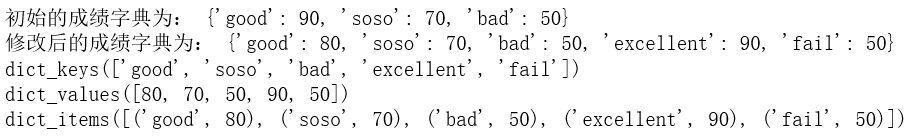 初始的成绩字典为： {'good': 90, 'soso': 70, 'bad': 50}
修改后的成绩字典为： {'good': 80, 'soso': 70, 'bad': 50, 'excellent': 90, 'fail': 50}
dict_keys(['good', 'soso', 'bad', 'excellent', 'fail'])
dict_values([80, 70, 50, 90, 50])
dict_items([('good', 80), ('soso', 70), ('bad', 50), ('excellent', 90), ('fail', 50)])